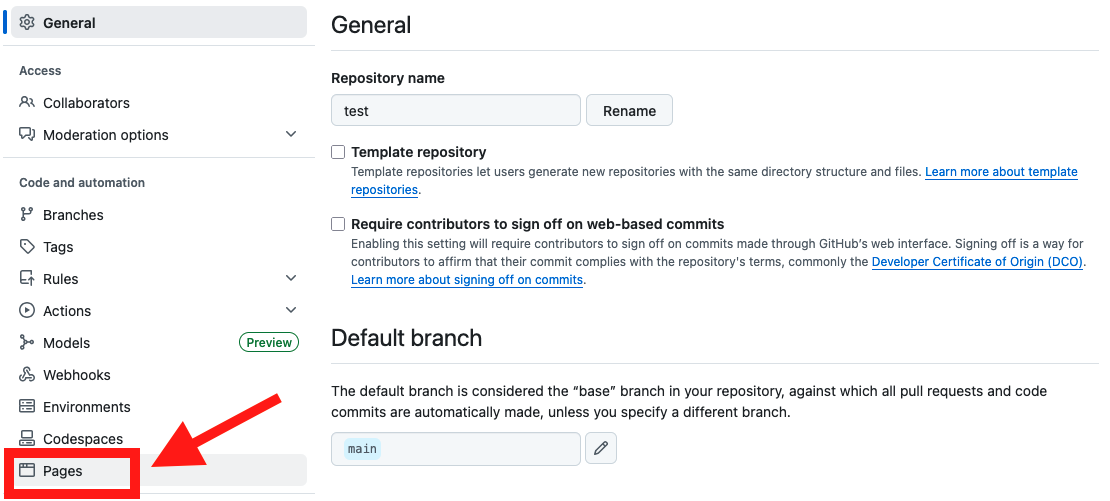 General
Access
Collaborators
Moderation options
Code and automation
Branches
Tags
Rules
Actions
Models Preview
Webhooks
Environments
Codespaces
Pages
General
Repository name
test Rename
Template repository
Template repositories let users generate new repositories with the same directory structure and files. Learn more about template
repositories.
Require contributors to sign off on web-based commits
Enabling this setting will require contributors to sign off on commits made through GitHub's web interface. Signing off is a way for
contributors to affirm that their commit complies with the repository's terms, commonly the Developer Certificate of Origin (DCO).
Learn more about signing off on commits.
Default branch
The default branch is considered the “base” branch in your repository, against which all pull requests and code
commits are automatically made, unless you specify a different branch.
main